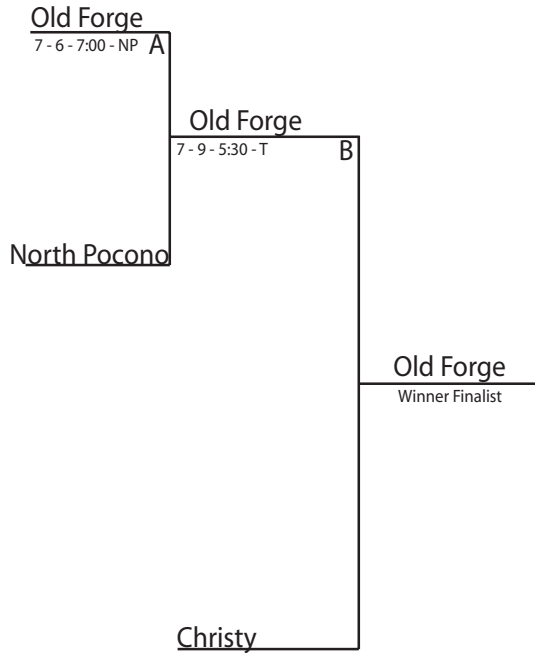 Old Forge
7 - 6 - 7:00 - NP A
Old Forge
7 - 9 - 5:30 - T B
North Pocono
Old Forge
Winner Finalist
Christy